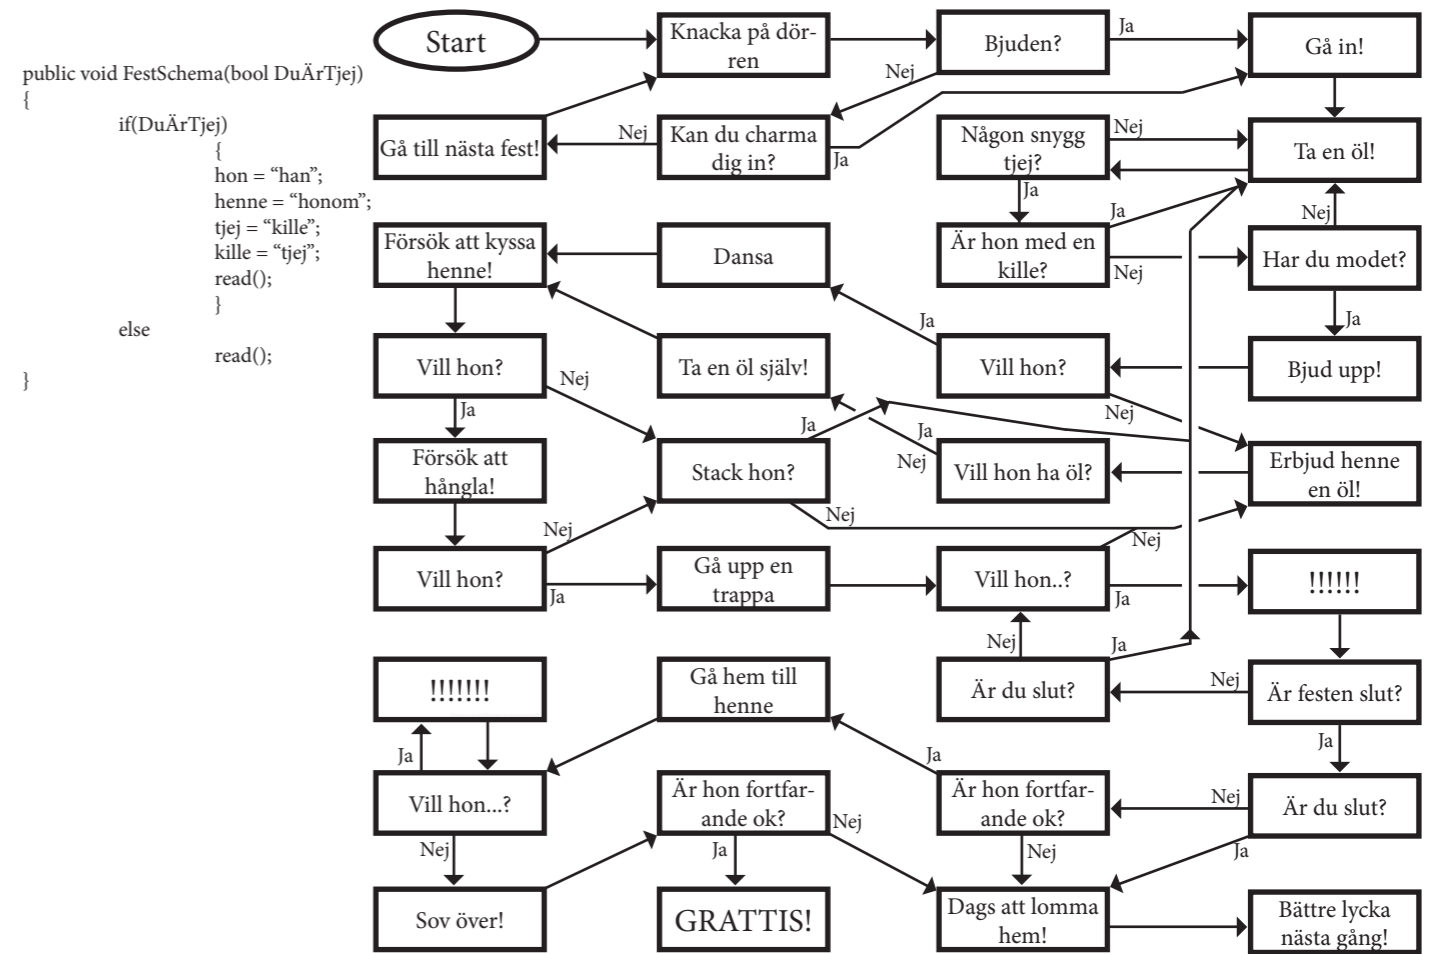 public void FestSchema(bool DuÄrTjej)
{
if(DuÄrTjej)
{
hon = “han”;
henne = “honom”;
tjej = “kille”;
kille = “tjej”;
read();
}
else
read();
}
Start
Knacka på dör-
ren
Bjuden?
Ja
Gå in!
Nej
Gå till nästa fest!
Nej
Kan du charma
dig in?
Ja
Någon snygg
tjej?
Nej
Ta en öl!
Ja
Ja
Nej
Försök att kyssa
henne!
Dansa
Är hon med en
kille?
Nej
Har du modet?
Ja
Ja
Vill hon?
Nej
Ta en öl själv!
Vill hon?
Bjud upp!
Ja
Nej
Ja
Ja
Nej
Försök att
hångla!
Stack hon?
Vill hon ha öl?
Erbjud henne
en öl!
Nej
Nej
Nej
Vill hon?
Ja
Gå upp en
trappa
Vill hon..?
Ja
!!!!!!
Nej
Ja
!!!!!!!
Gå hem till
henne
Är du slut?
Nej
Är festen slut?
Ja
Ja
Ja
Vill hon...?
Är hon fortfar-
ande ok?
Är hon fortfar-
ande ok?
Nej
Är du slut?
Nej
Ja
Nej
Nej
Ja
Sov över!
GRATTIS!
Dags att lomma
hem!
Bättre lycka
nästa gång!